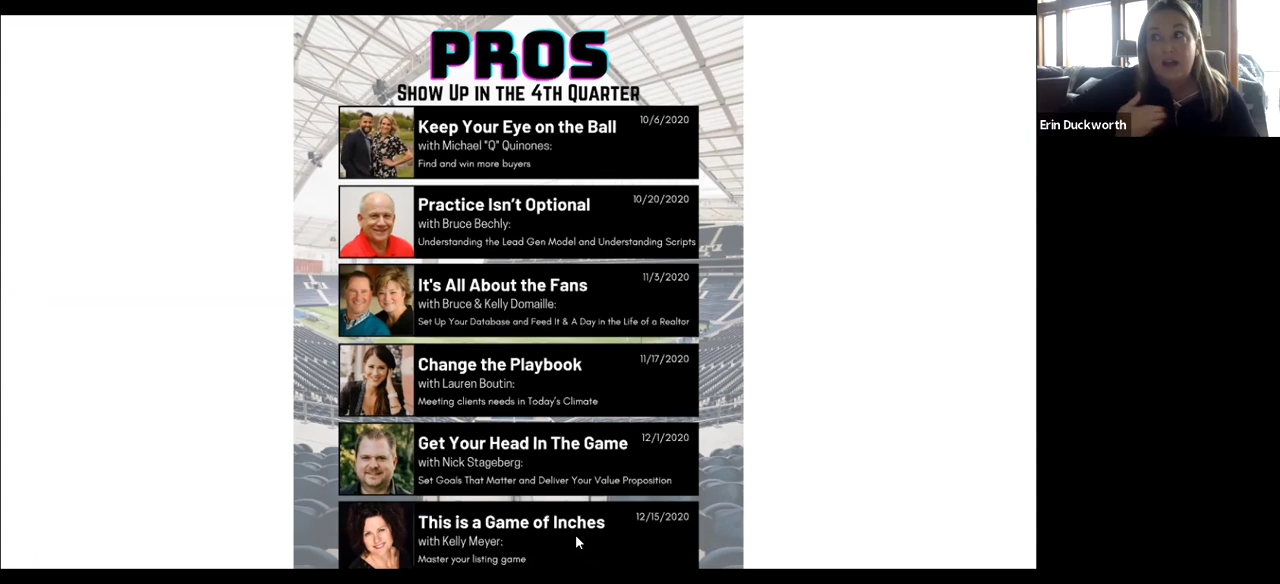 PROS
SHOW UP IN THE 4TH QUARTER
Keep Your Eye on the Ball
10/6/2020
with Michael "Q" Quinones:
Find and win more buyers
Practice Isn't Optional
10/20/2020
with Bruce Bechly:
Understanding the Lead Gen Model and Understanding Scripts
It's All About the Fans
11/3/2020
with Bruce & Kelly Domaille:
Set Up Your Database and Feed It & A Day in the Life of a Realtor
Change the Playbook
11/17/2020
with Lauren Boutin:
Meeting clients needs in Today's Climate
Get Your Head In The Game
12/1/2020
with Nick Stageberg:
Set Goals That Matter and Deliver Your Value Proposition
This is a Game of Inches
12/15/2020
with Kelly Meyer:
Master your listing game
Erin Duckworth